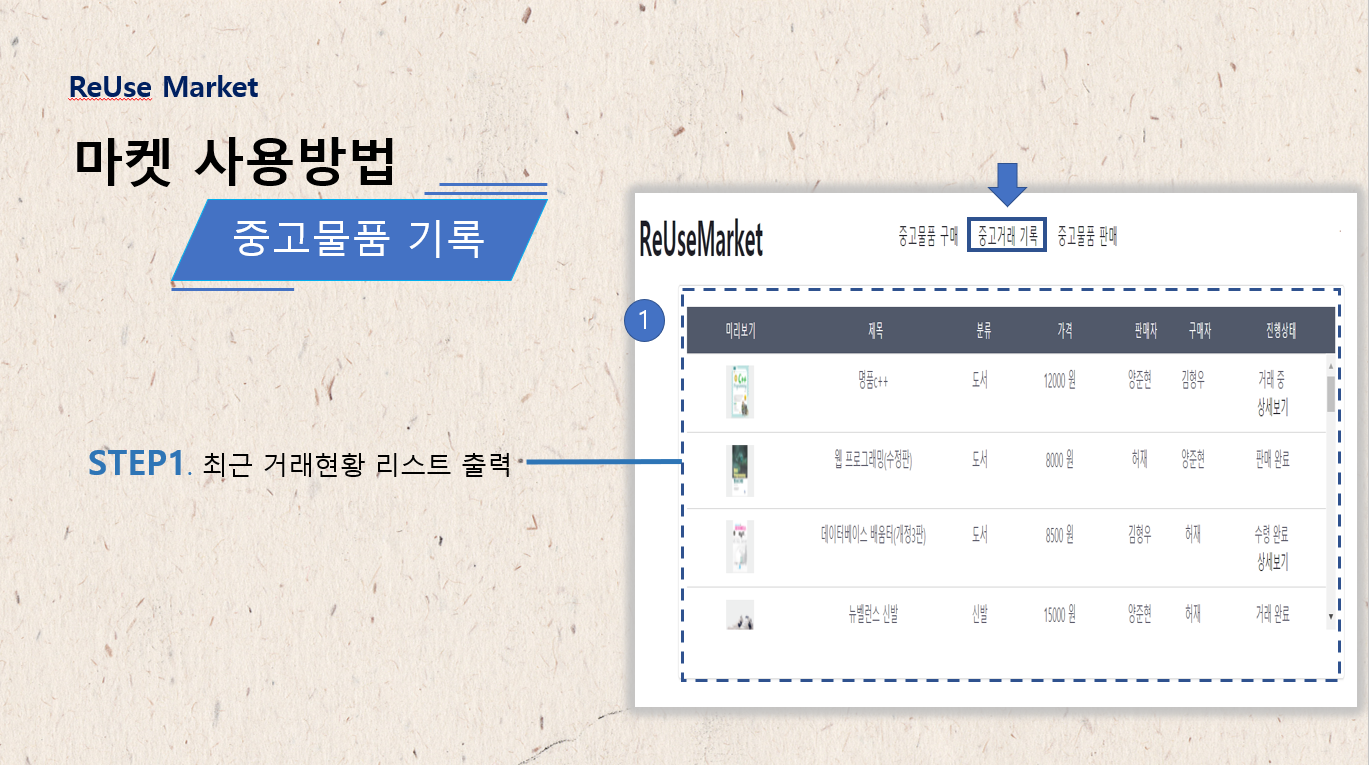 ReUse Market
마켓 사용방법
중고물품 기록
STEP1. 최근 거래현황 리스트 출력
ReUseMarket
중고물품 구매 중고거래 기록 중고물품 판매
1
미리보기 제목 분류 가격 판매자 구매자 진행상태
명품c++ 도서 12000 원 양준현 김형우 거래 중
상세보기
웹 프로그래밍(수정판) 도서 8000 원 허재 양준현 판매 완료
데이터베이스 배움터(개정3판) 도서 8500 원 김형우 허재 수령 완료
상세보기
뉴밸런스 신발 신발 15000 원 양준현 허재 거래 완료